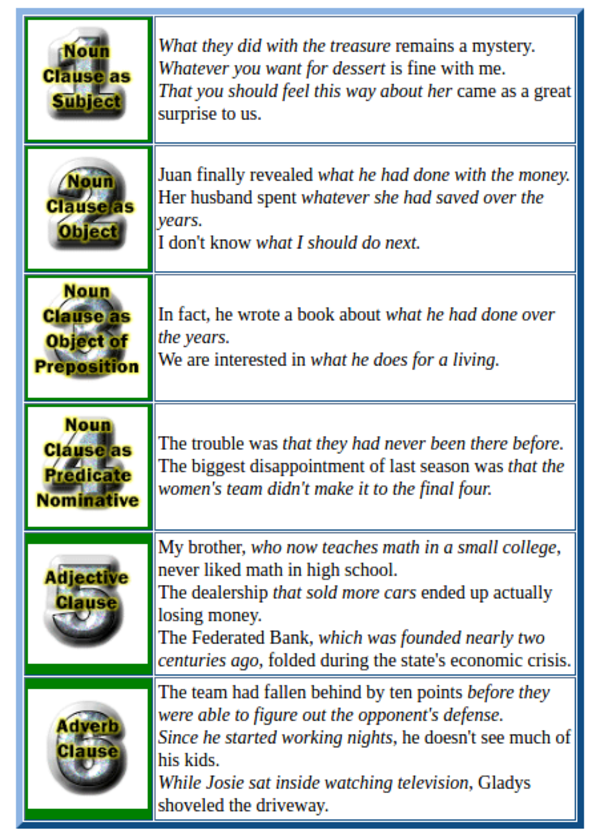 1
Noun
Clause as
Subject
What they did with the treasure remains a mystery.
Whatever you want for dessert is fine with me.
That you should feel this way about her came as a great
surprise to us.
2
Noun
Clause as
Object
Juan finally revealed what he had done with the money.
Her husband spent whatever she had saved over the
years.
I don't know what I should do next.
3
Noun
Clause as
Object of
Preposition
In fact, he wrote a book about what he had done over
the years.
We are interested in what he does for a living.
4
Noun
Clause as
Predicate
Nominative
The trouble was that they had never been there before.
The biggest disappointment of last season was that the
women's team didn't make it to the final four.
5
Adjective
Clause
My brother, who now teaches math in a small college,
never liked math in high school.
The dealership that sold more cars ended up actually
losing money.
The Federated Bank, which was founded nearly two
centuries ago, folded during the state's economic crisis.
6
Adverb
Clause
The team had fallen behind by ten points before they
were able to figure out the opponent's defense.
Since he started working nights, he doesn't see much of
his kids.
While Josie sat inside watching television, Gladys
shoveled the driveway.